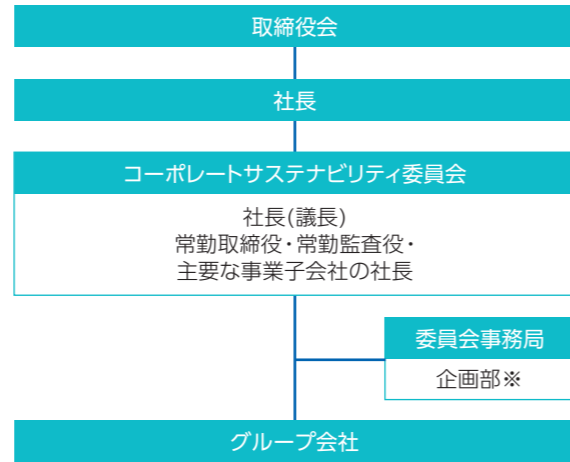 取締役会
社長
コーポレートサステナビリティ委員会
社長(議長)
常勤取締役・常勤監査役・
主要な事業子会社の社長
委員会事務局
企画部※
グループ会社